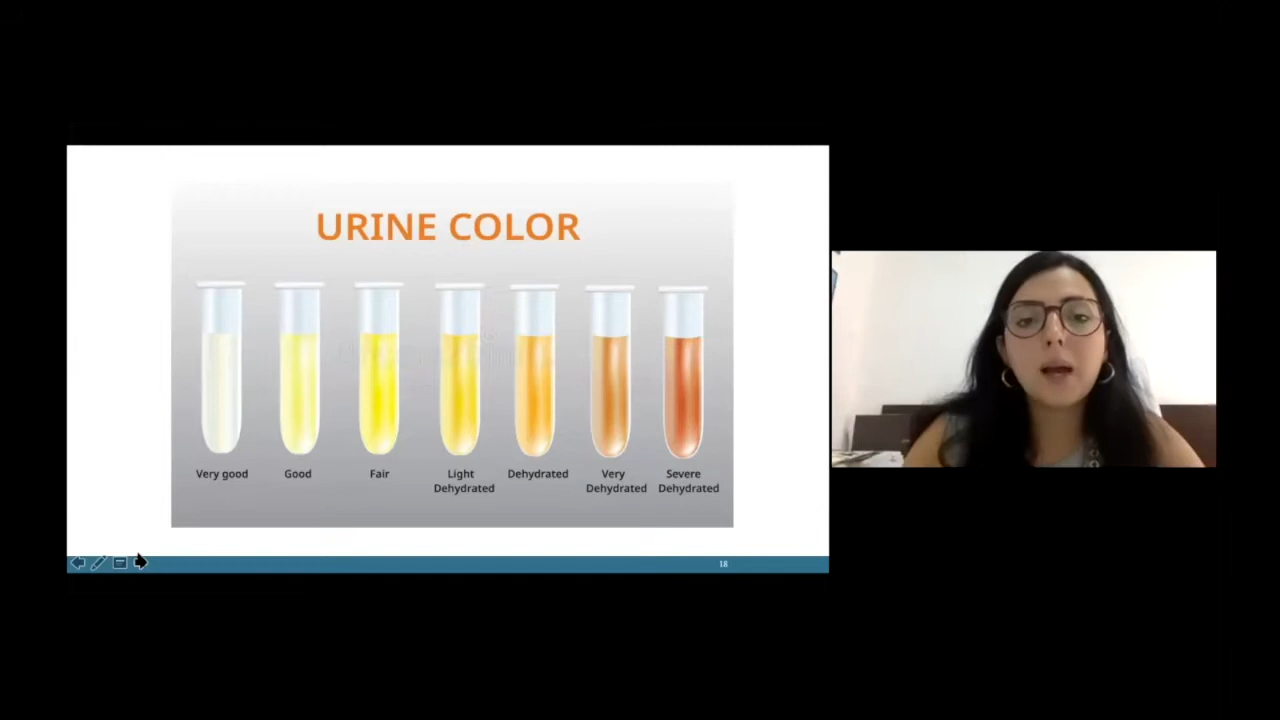 URINE COLOR
Very good
Good
Fair
Light
Dehydrated
Dehydrated
Very
Dehydrated
Severe
Dehydrated
18